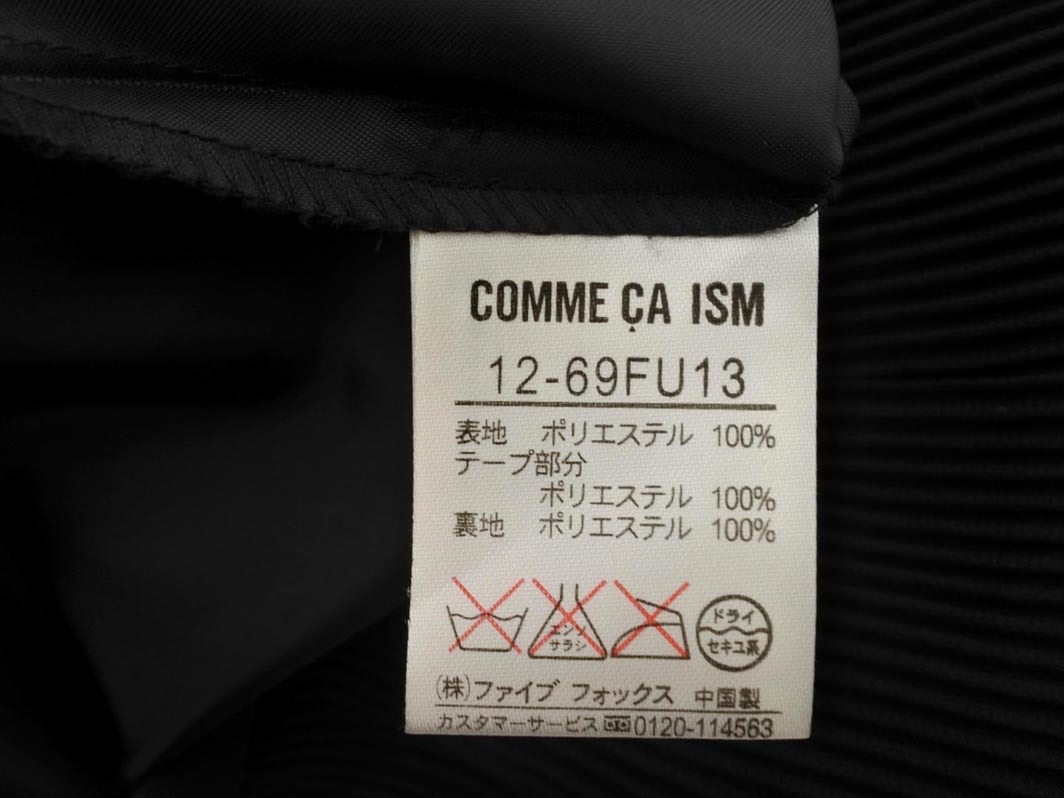 COMME ÇA ISM
12-69FU13
表地 ポリエステル 100%
テープ部分
ポリエステル 100%
裏地 ポリエステル 100%
エンソサラシ
ドライ
セキユ系
(株)ファイブ フォックス 中国製
カスタマーサービス 0120-114563